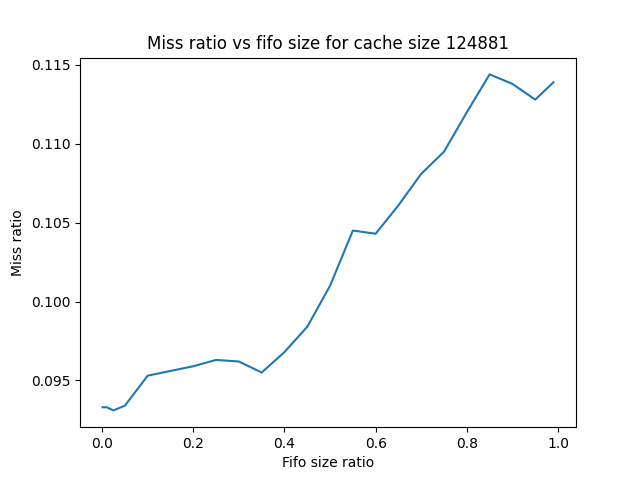 Miss ratio vs fifo size for cache size 124881
0.115
0.110
0.105
0.100
0.095
Miss ratio
0.0 0.2 0.4 0.6 0.8 1.0
Fifo size ratio